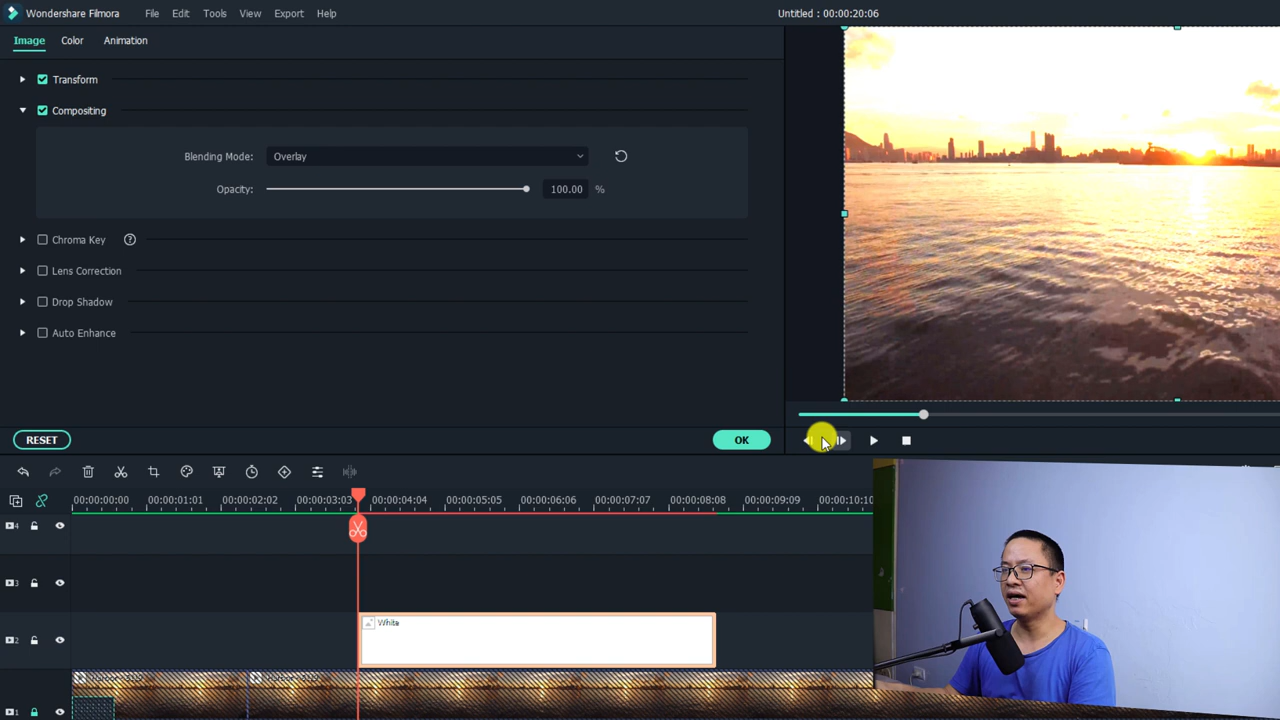 Wondershare Filmora File Edit Tools View Export Help Untitled : 00:00:20:06
Image Color Animation
Transform
Compositing
Blending Mode: Overlay
Opacity: 100.00 %
Chroma Key ?
Lens Correction
Drop Shadow
Auto Enhance
RESET OK
00:00:00:00 00:00:01:01 00:00:02:02 00:00:03:03 00:00:04:04 00:00:05:05 00:00:06:06 00:00:07:07 00:00:08:08 00:00:09:09 00:00:10:10
4
3
White
2
1